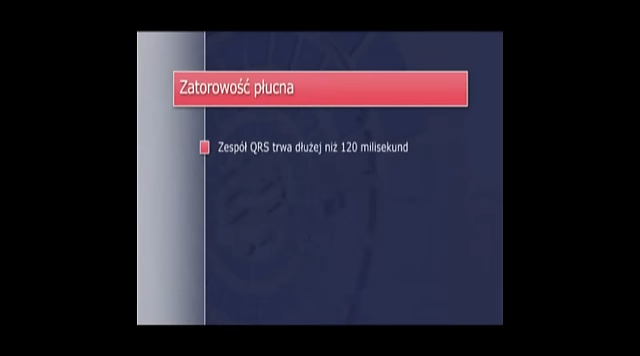 Zatorowość płucna
Zespół QRS trwa dłużej niż 120 milisekund